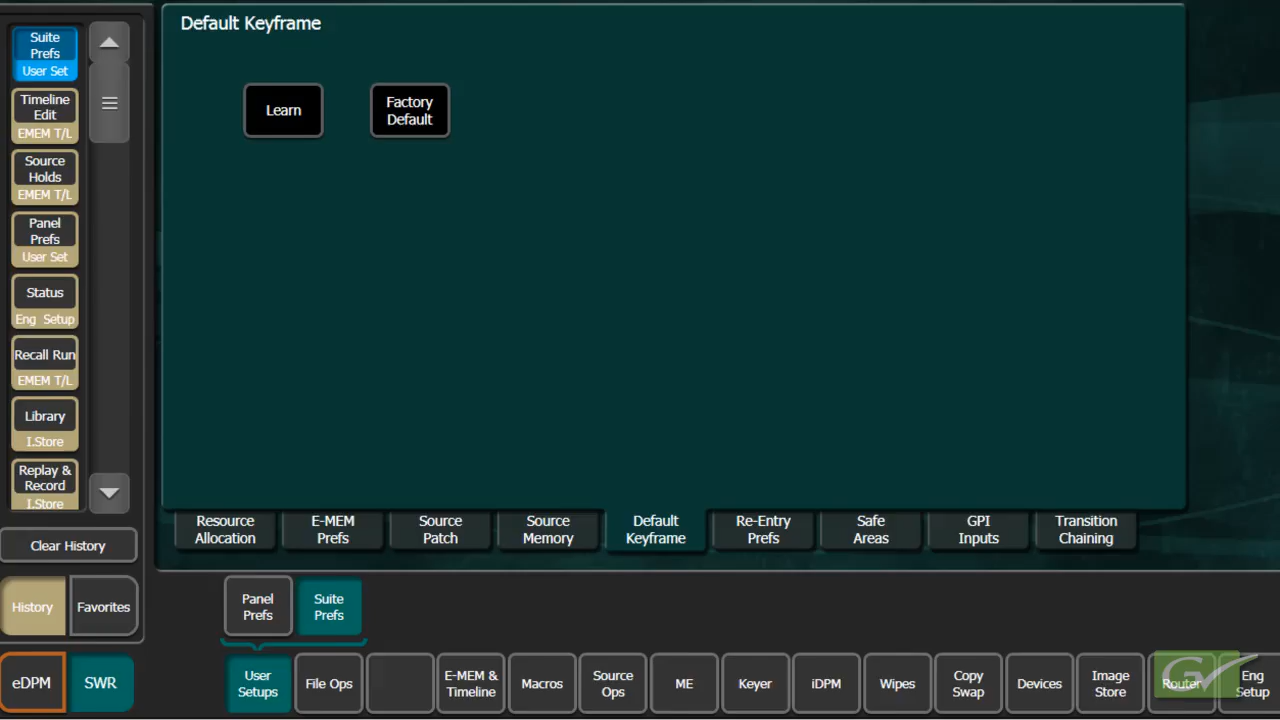 Default Keyframe
Learn
Factory
Default
Suite
Prefs
User Set
Timeline
Edit
EMEM T/L
Source
Holds
EMEM T/L
Panel
Prefs
User Set
Status
Eng Setup
Recall Run
EMEM T/L
Library
I.Store
Replay &
Record
I.Store
Clear History
History
Favorites
eDPM
SWR
Resource
Allocation
E-MEM
Prefs
Source
Patch
Source
Memory
Default
Keyframe
Re-Entry
Prefs
Safe
Areas
GPI
Inputs
Transition
Chaining
Panel
Prefs
Suite
Prefs
User
Setups
File Ops
E-MEM &
Timeline
Macros
Source
Ops
ME
Keyer
iDPM
Wipes
Copy
Swap
Devices
Image
Store
Router
Eng
Setup